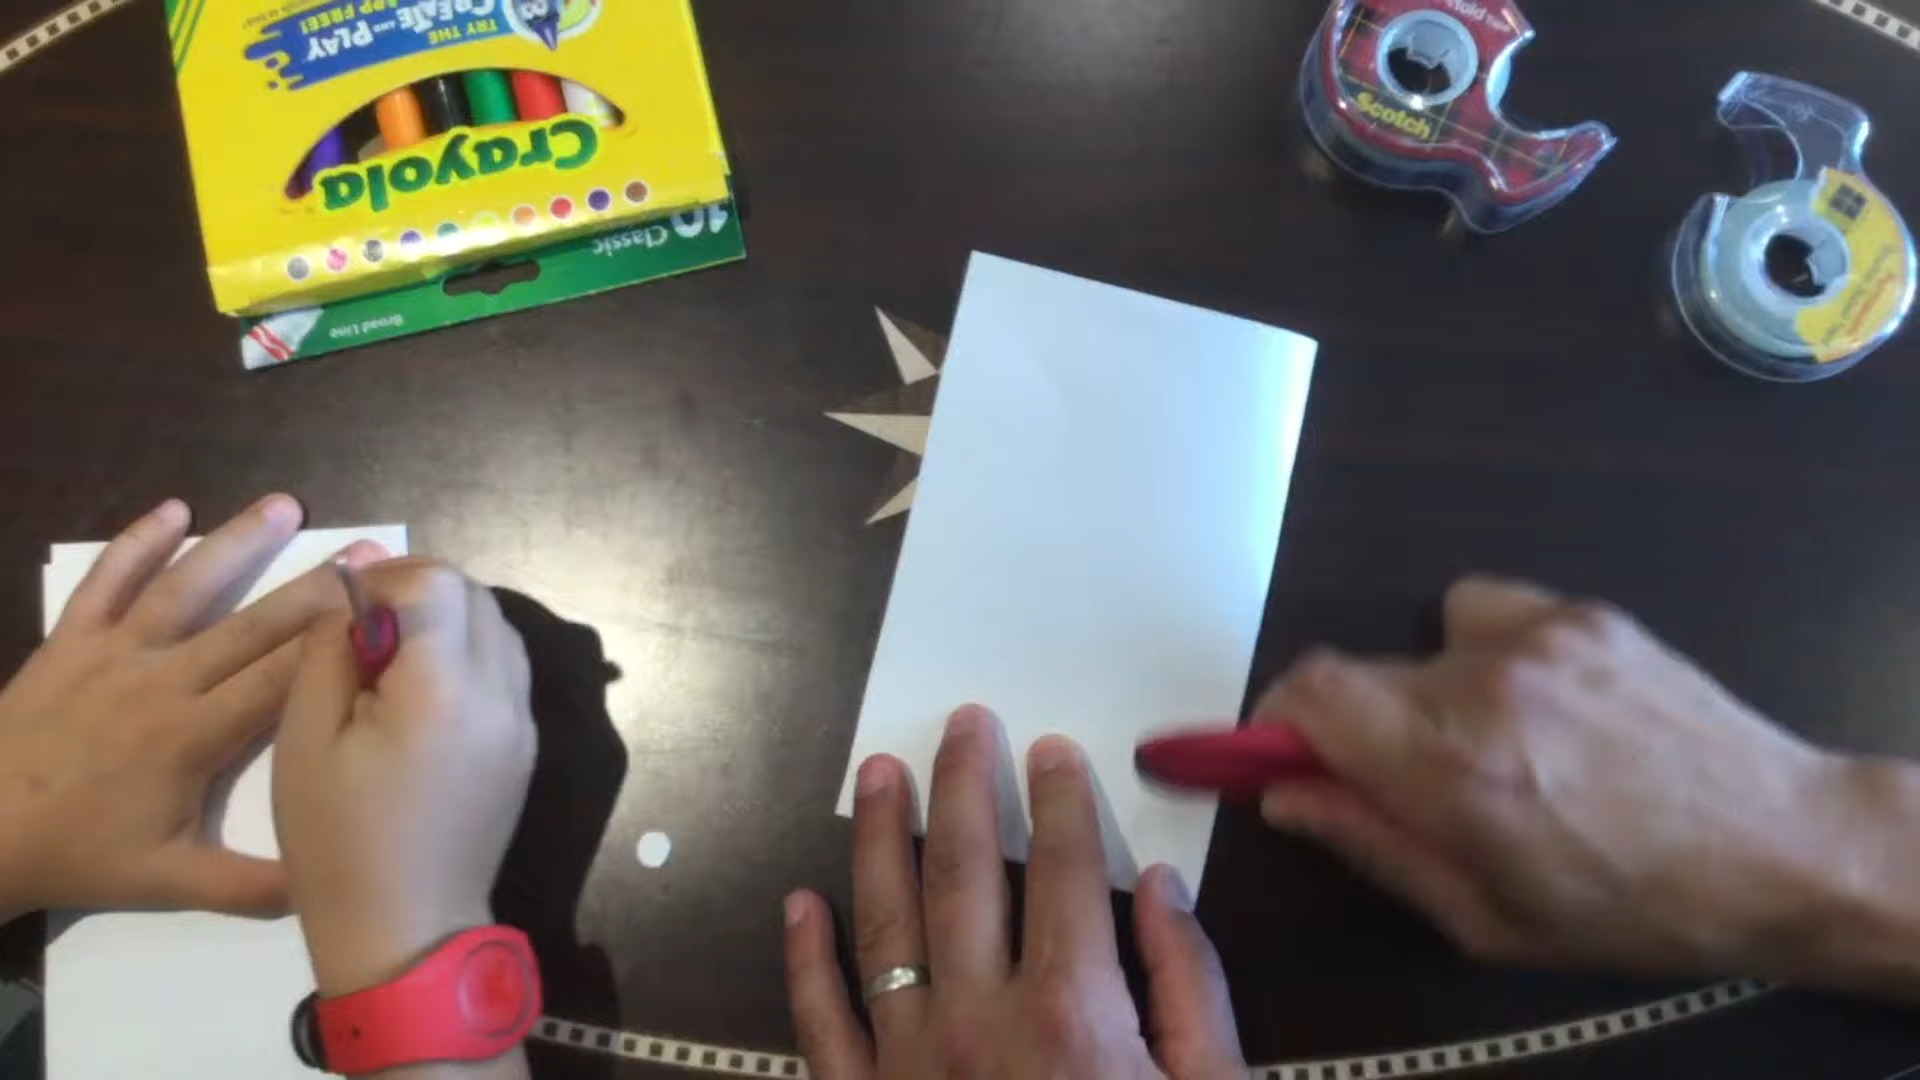 TRY THE
CREATE AND PLAY
APP FREE!
Crayola
10 Classic
Broad Line
Scotch